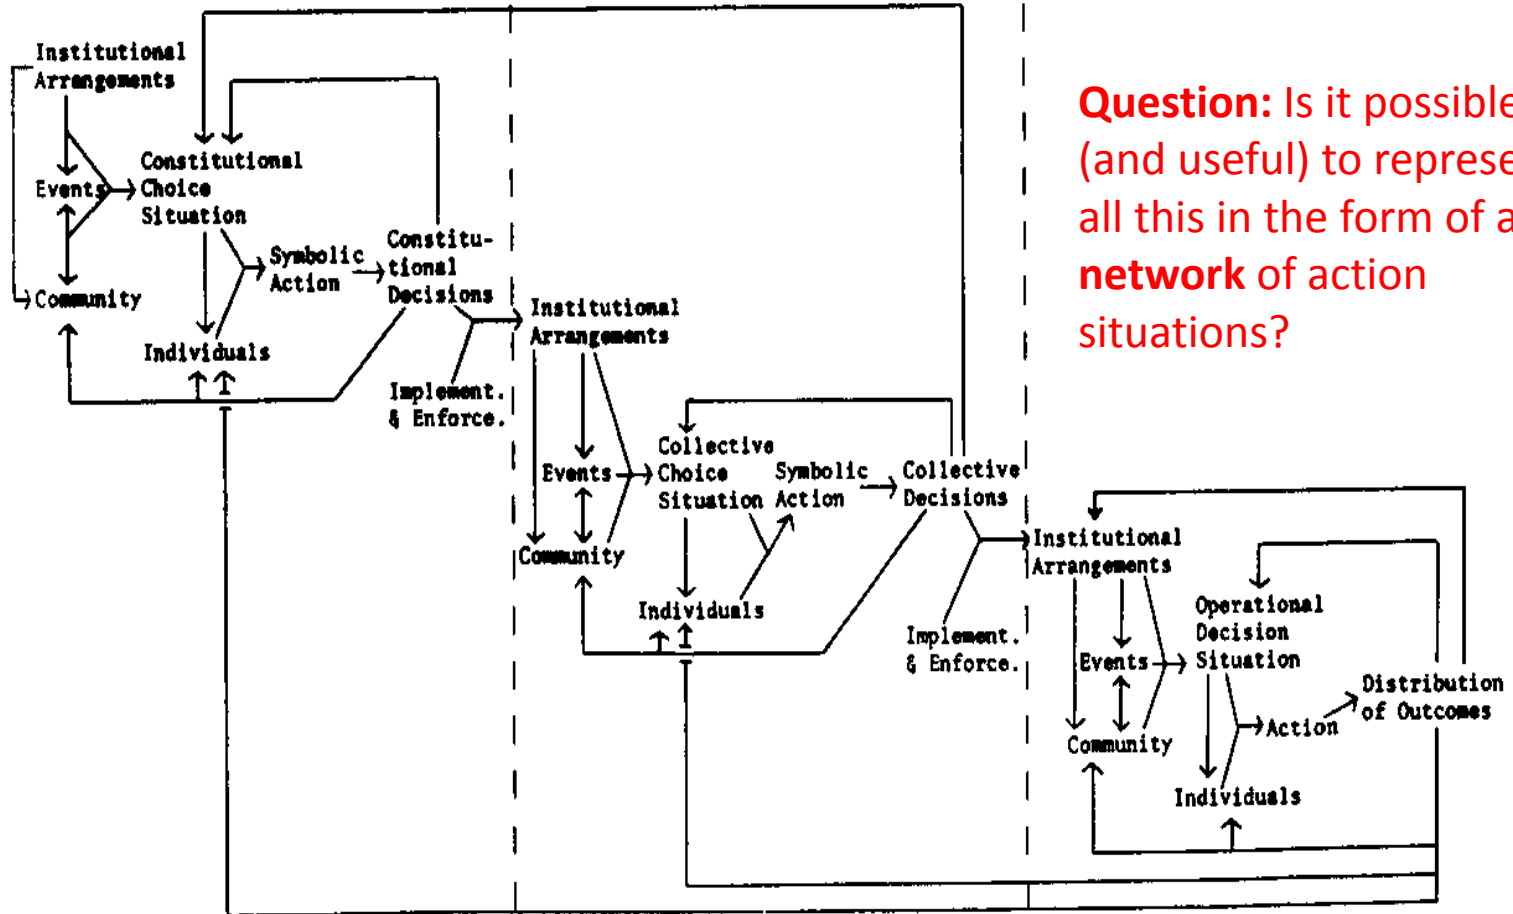 Institutional
Arrangements
Events
Community
Constitutional
Choice
Situation
Individuals
Symbolic
Action
Constitu-
tional
Decisions
Implement.
& Enforce.
Institutional
Arrangements
Events
Community
Collective
Choice
Situation
Individuals
Symbolic
Action
Collective
Decisions
Implement.
& Enforce.
Institutional
Arrangements
Events
Community
Operational
Decision
Situation
Individuals
Action
Distribution
of Outcomes
Question: Is it possible
(and useful) to represe
all this in the form of a
network of action
situations?